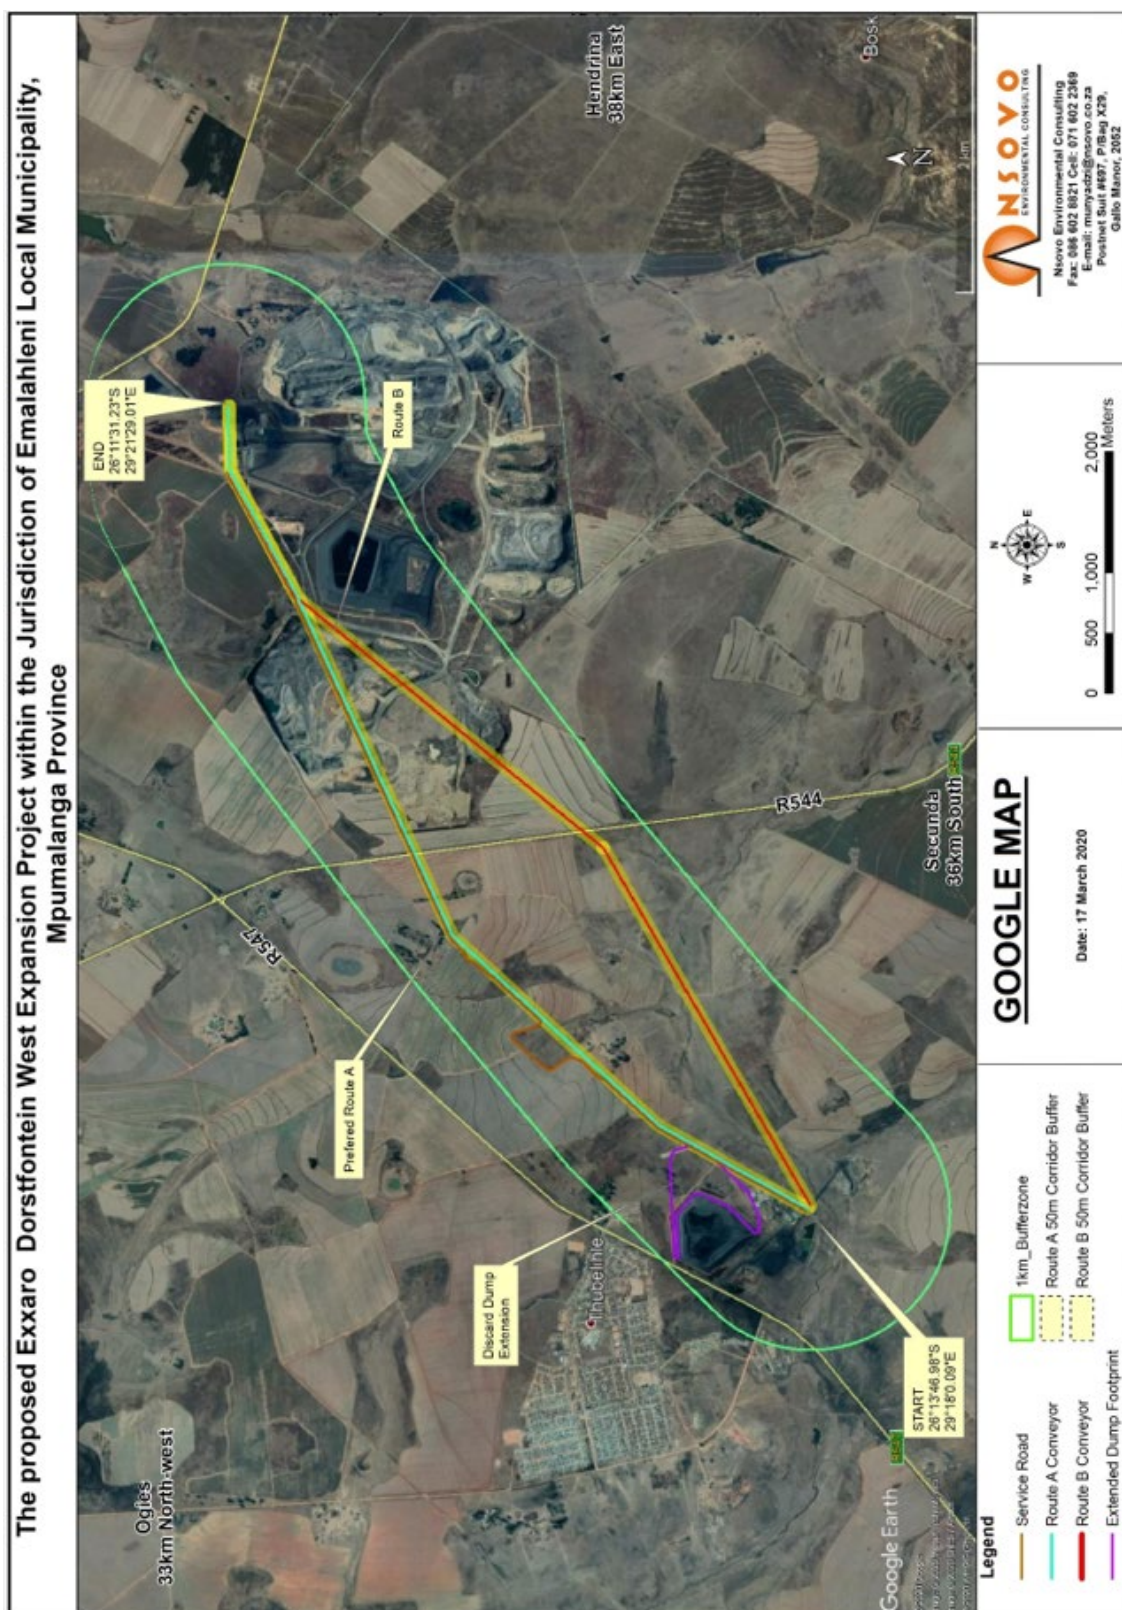 The proposed Exxaro Dorstfontein West Expansion Project within the Jurisdiction of Emalahleni Local Municipality,
Mpumalanga Province
Ogies
33km North-west
Hendrina
38km East
Bosk
END
26°11'31.23"S
29°21'29.01"E
Route B
R547
Prefered Route A
R544
Discard Dump
Extension
Thubelihle
Secunda
36km South
START
26°13'46.98"S
29°18'0.09"E
N
2 km
Google Earth
Legend
Service Road
Route A Conveyor
Route B Conveyor
Extended Dump Footprint
1km_Bufferzone
Route A 50m Corridor Buffer
Route B 50m Corridor Buffer
GOOGLE MAP
Date: 17 March 2020
N
W E
S
0 500 1,000 2,000
Meters
NSOVO
ENVIRONMENTAL CONSULTING
Nsovo Environmental Consulting
Fax: 086 602 8821 Cell: 071 602 2369
E-mail: munyadzi@nsovo.co.za
Postnet Suit #697, P/Bag X29,
Gallo Manor, 2052